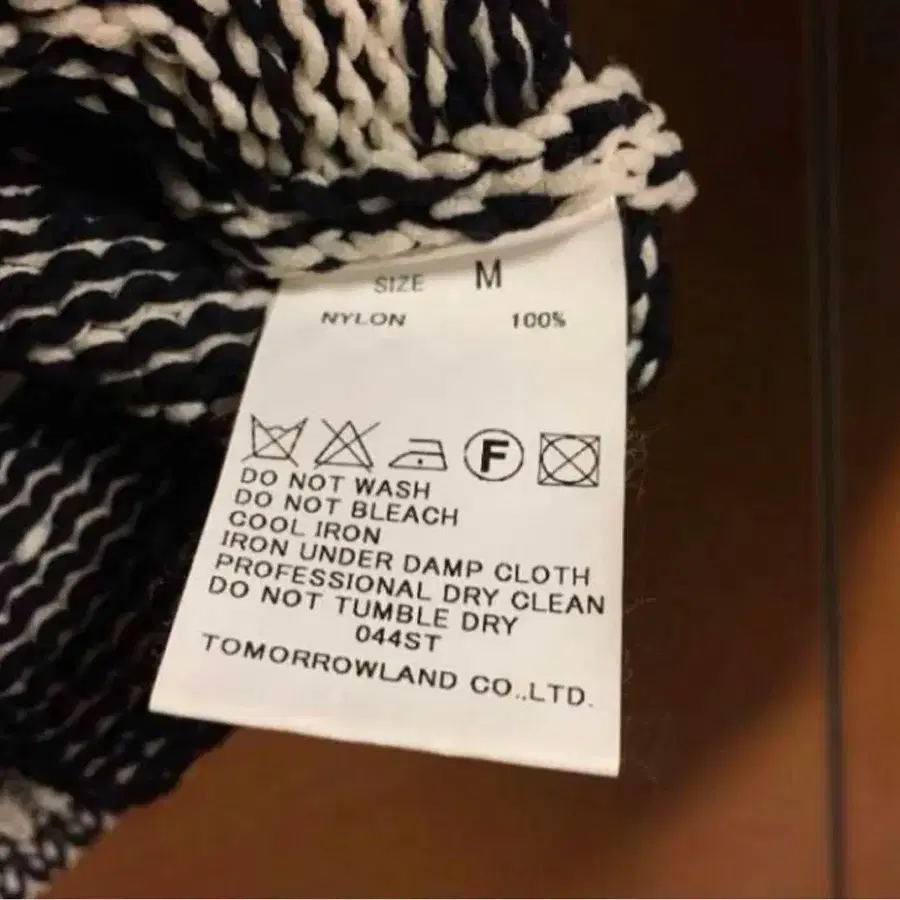 SIZE M
NYLON 100%
F
DO NOT WASH
DO NOT BLEACH
COOL IRON
IRON UNDER DAMP CLOTH
PROFESSIONAL DRY CLEAN
DO NOT TUMBLE DRY
044ST
TOMORROWLAND CO.,LTD.